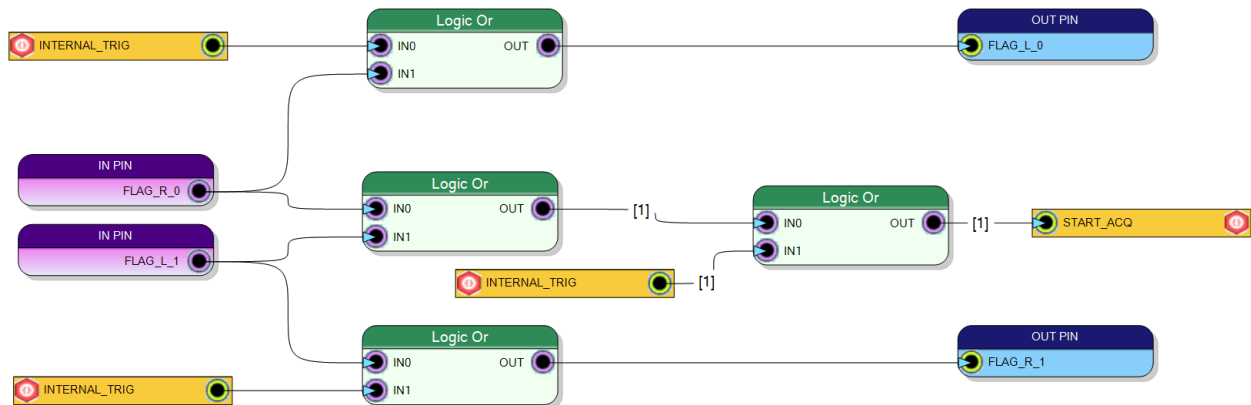 Logic Or
INTERNAL_TRIG
IN0
OUT
IN1
OUT PIN
FLAG_L_0
IN PIN
FLAG_R_0
Logic Or
IN0
OUT
IN1
[1]
Logic Or
IN0
OUT
IN1
[1]
START_ACQ
IN PIN
FLAG_L_1
INTERNAL_TRIG
[1]
Logic Or
IN0
OUT
IN1
OUT PIN
FLAG_R_1
INTERNAL_TRIG